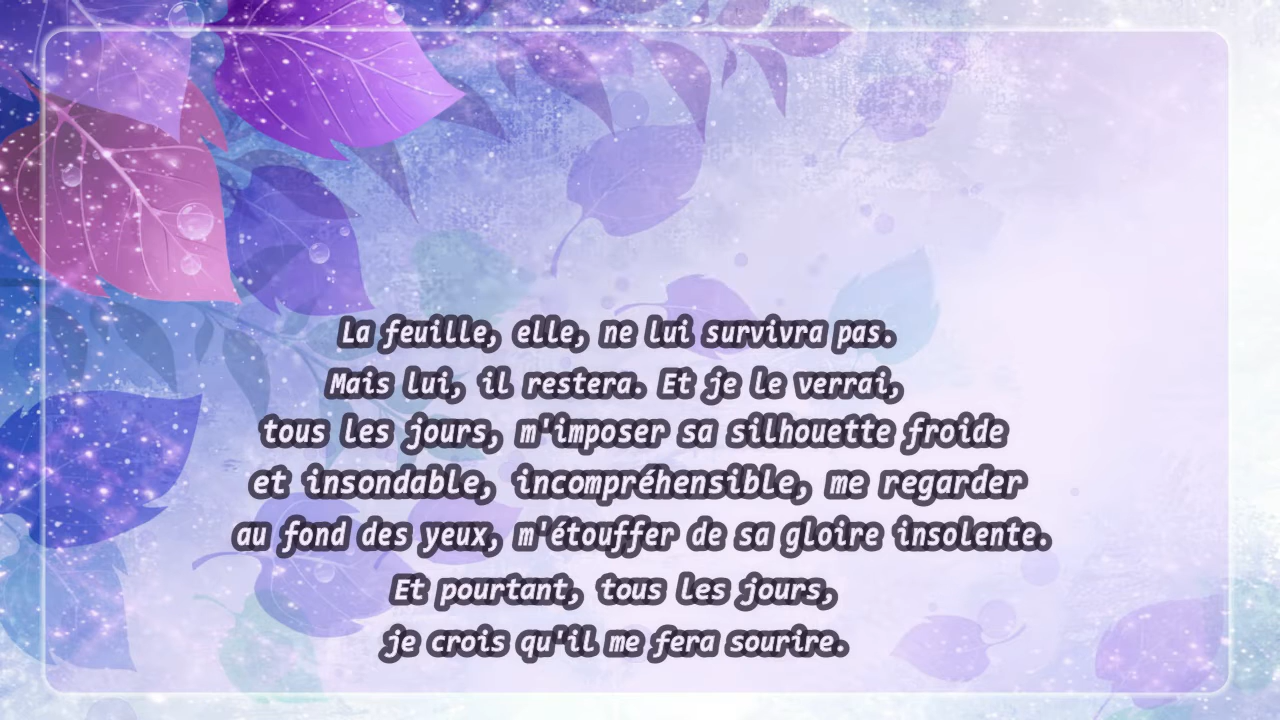 La feuille, elle, ne lui survivra pas.
Mais lui, il restera. Et je le verrai,
tous les jours, m'imposer sa silhouette froide
et insondable, incompréhensible, me regarder
au fond des yeux, m'étouffer de sa gloire insolente.
Et pourtant, tous les jours,
je crois qu'il me fera sourire.